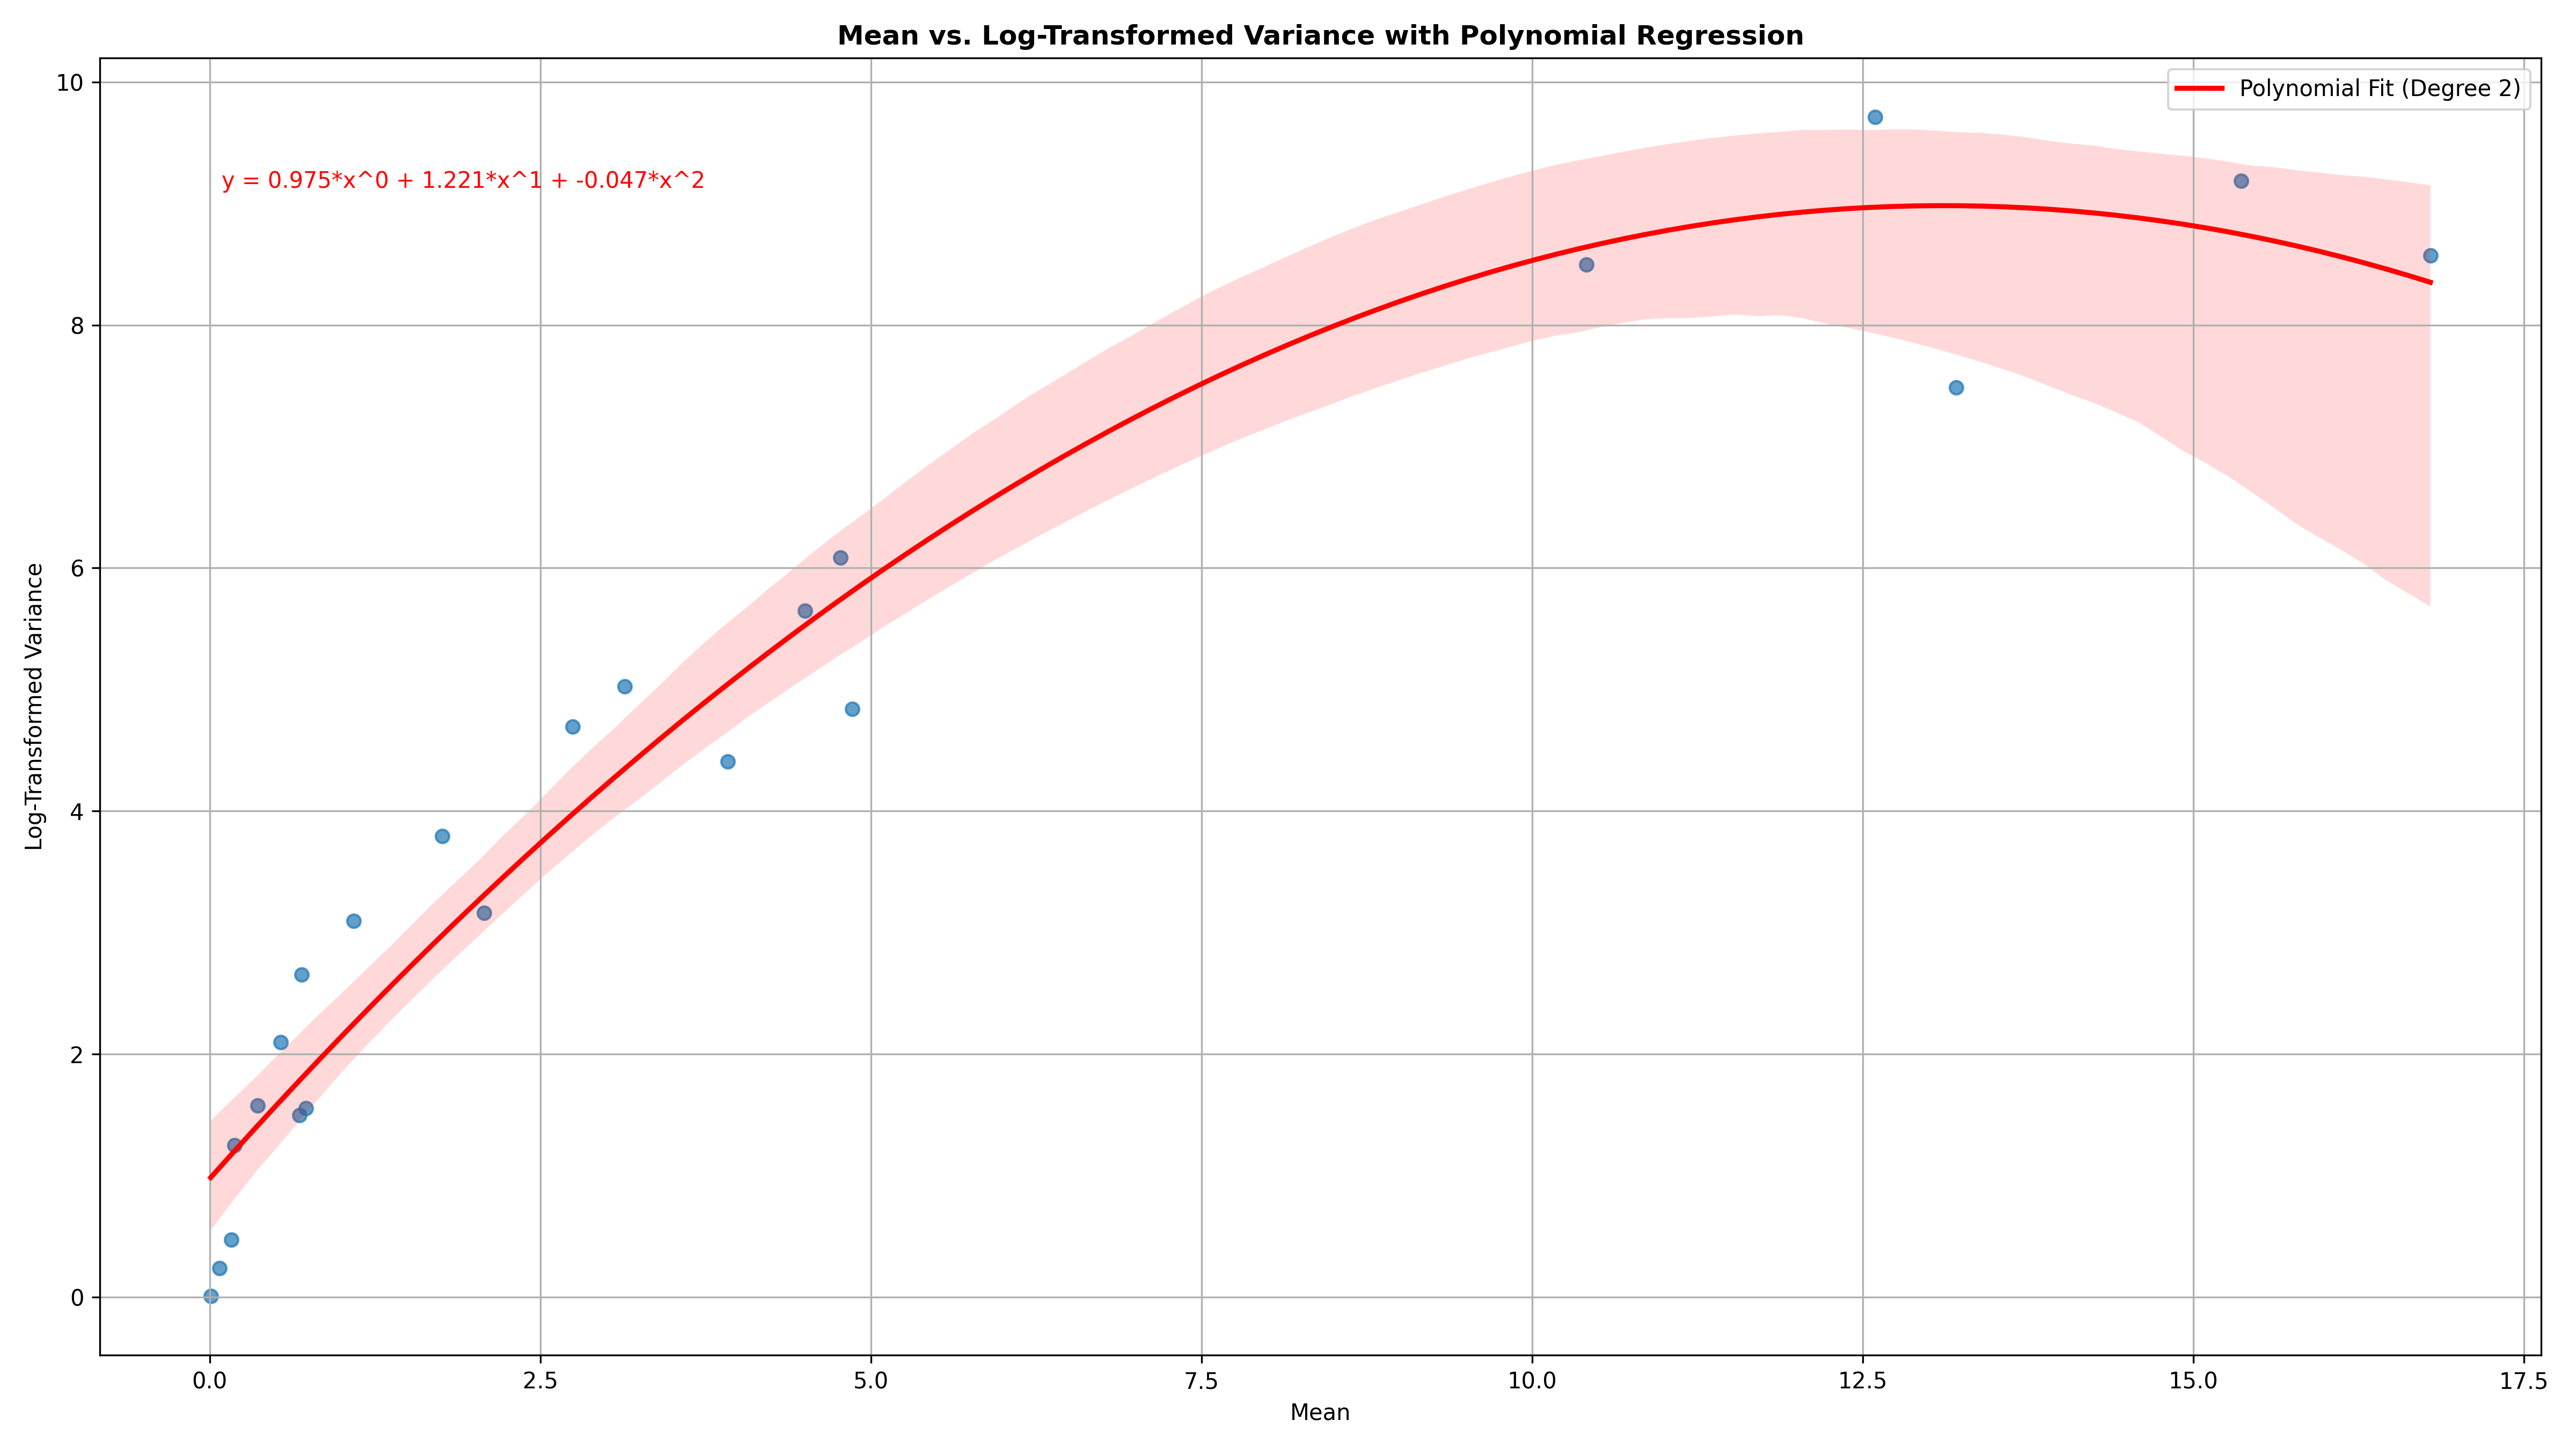 Mean vs. Log-Transformed Variance with Polynomial Regression
Polynomial Fit (Degree 2)
y = 0.975*x^0 + 1.221*x^1 + -0.047*x^2
Log-Transformed Variance
10
8
6
4
2
0
0.0 2.5 5.0 7.5 10.0 12.5 15.0 17.5
Mean